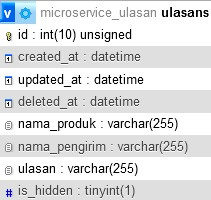 v microservice_ulasan ulasans
id : int(10) unsigned
created_at : datetime
updated_at : datetime
deleted_at : datetime
nama_produk : varchar(255)
nama_pengirim : varchar(255)
ulasan : varchar(255)
# is_hidden : tinyint(1)